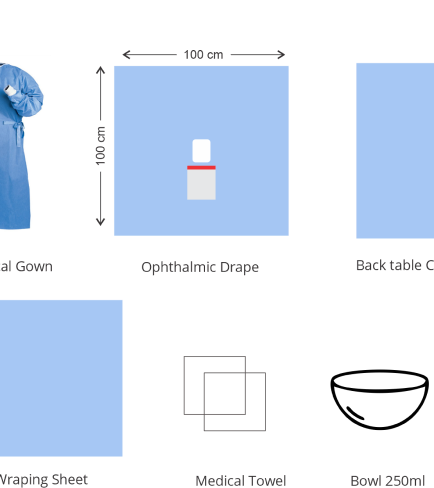 100 cm
100 cm
al Gown
Ophthalmic Drape
Back table C
Wraping Sheet
Medical Towel
Bowl 250ml